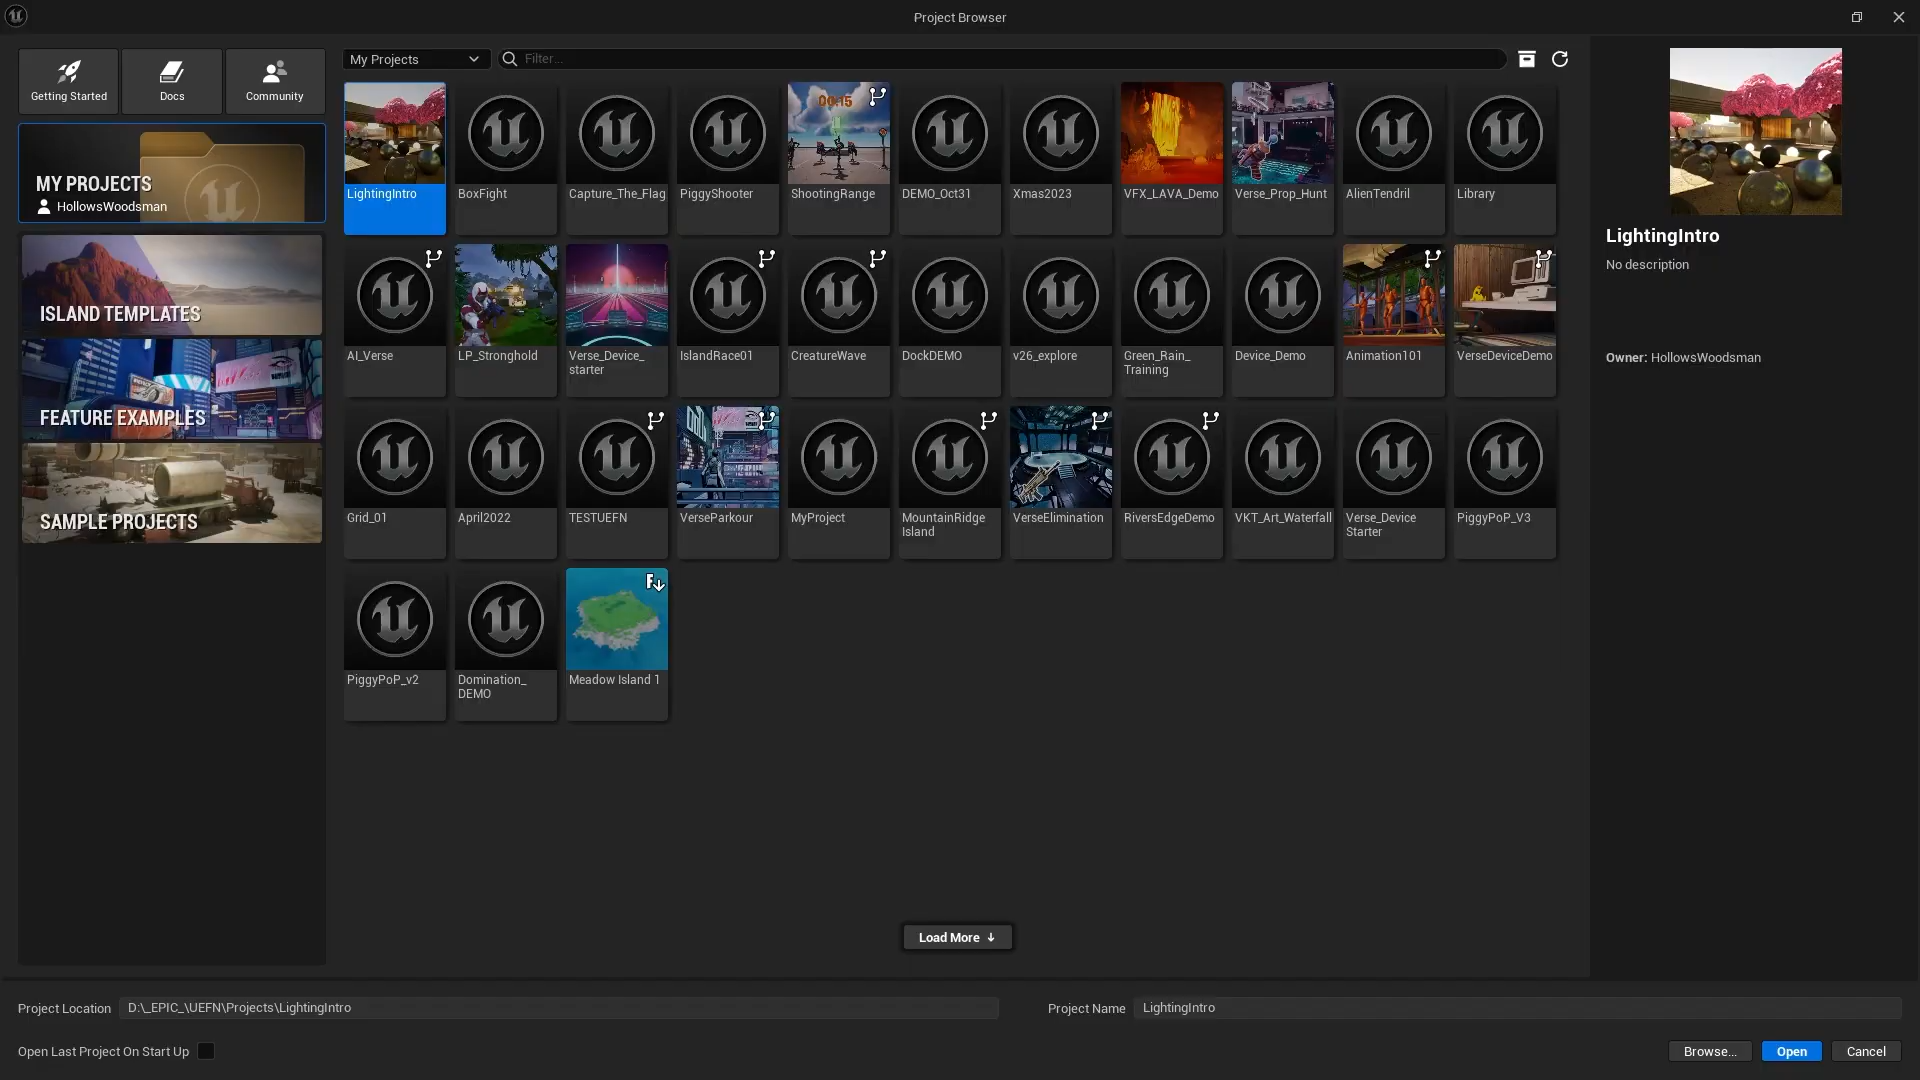 Project Browser
Getting Started
Docs
Community
My Projects
Filter...
MY PROJECTS
HollowsWoodsman
ISLAND TEMPLATES
FEATURE EXAMPLES
SAMPLE PROJECTS
00:15
LightingIntro
BoxFight
Capture_The_Flag
PiggyShooter
ShootingRange
DEMO_Oct31
Xmas2023
VFX_LAVA_Demo
Verse_Prop_Hunt
AlienTendril
Library
AI_Verse
LP_Stronghold
Verse_Device_
starter
IslandRace01
CreatureWave
DockDEMO
v26_explore
Green_Rain_
Training
Device_Demo
Animation101
VerseDeviceDemo
Grid_01
April2022
TESTUEFN
VerseParkour
MyProject
MountainRidge
Island
VerseElimination
RiversEdgeDemo
VKT_Art_Waterfall
Verse_Device
Starter
PiggyPoP_V3
PiggyPoP_v2
Domination_
DEMO
Meadow Island 1
Load More
LightingIntro
No description
Owner: HollowsWoodsman
Project Location
D:\_EPIC_\UEFN\Projects\LightingIntro
Project Name
LightingIntro
Open Last Project On Start Up
Browse...
Open
Cancel